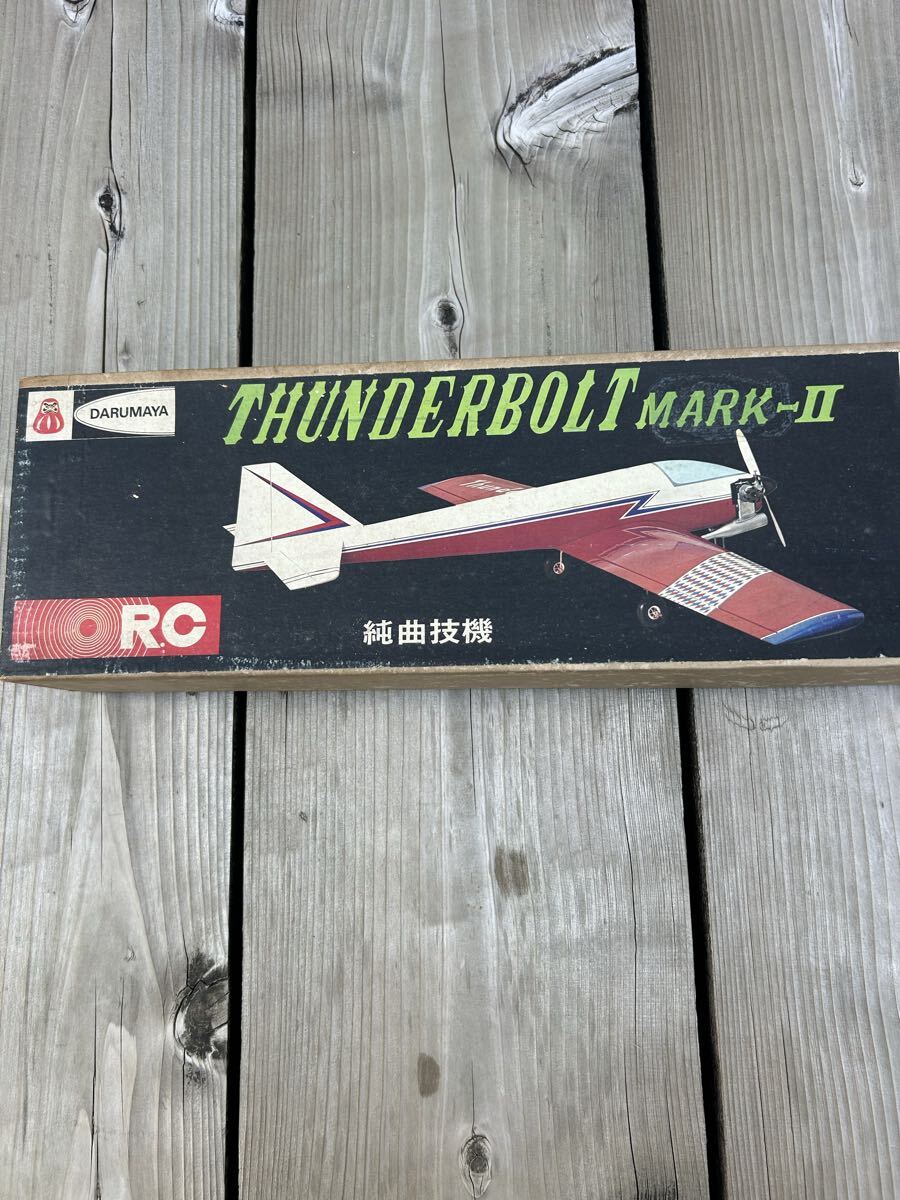 DARUMAYA
THUNDERBOLT MARK-II
R.C
純曲技機